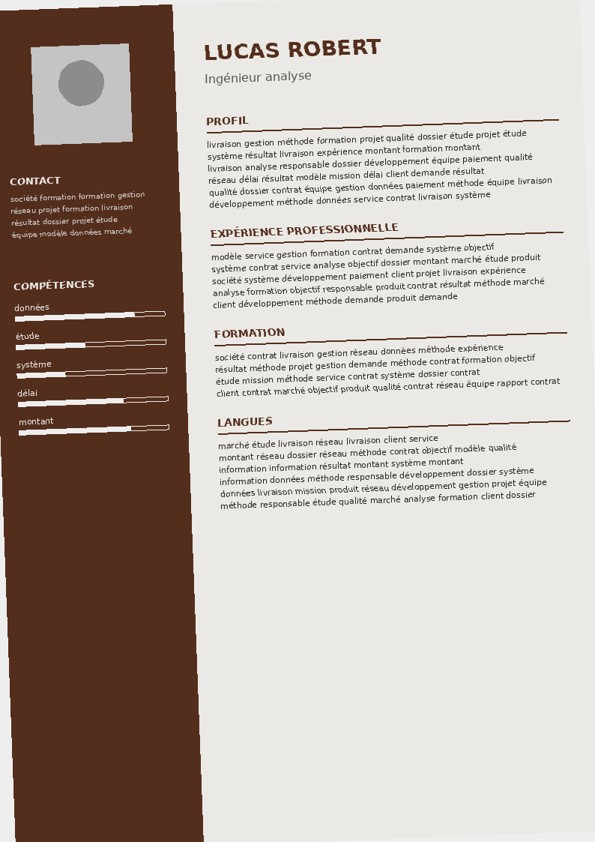 LUCAS ROBERT
Ingénieur analyse
CONTACT
société formation formation gestion
réseau projet formation livraison
résultat dossier projet étude
équipe modèle données marché
COMPÉTENCES
données
étude
système
délai
montant
PROFIL
livraison gestion méthode formation projet qualité dossier étude projet étude
système résultat livraison expérience montant formation montant
livraison analyse responsable dossier développement équipe paiement qualité
réseau délai résultat modèle mission délai client demande résultat
qualité dossier contrat équipe gestion données paiement méthode équipe livraison
développement méthode données service contrat livraison système
EXPÉRIENCE PROFESSIONNELLE
modèle service gestion formation contrat demande système objectif
système contrat service analyse objectif dossier montant marché étude produit
société système développement paiement client projet livraison expérience
analyse formation objectif responsable produit contrat résultat méthode marché
client développement méthode demande produit demande
FORMATION
société contrat livraison gestion réseau données méthode expérience
résultat méthode projet gestion demande méthode contrat formation objectif
étude mission méthode service contrat système dossier contrat
client contrat marché objectif produit qualité contrat réseau équipe rapport contrat
LANGUES
marché étude livraison réseau livraison client service
montant réseau dossier réseau méthode contrat objectif modèle qualité
information information résultat montant système montant
information données méthode responsable développement dossier système
données livraison mission produit réseau développement gestion projet équipe
méthode responsable étude qualité marché analyse formation client dossier